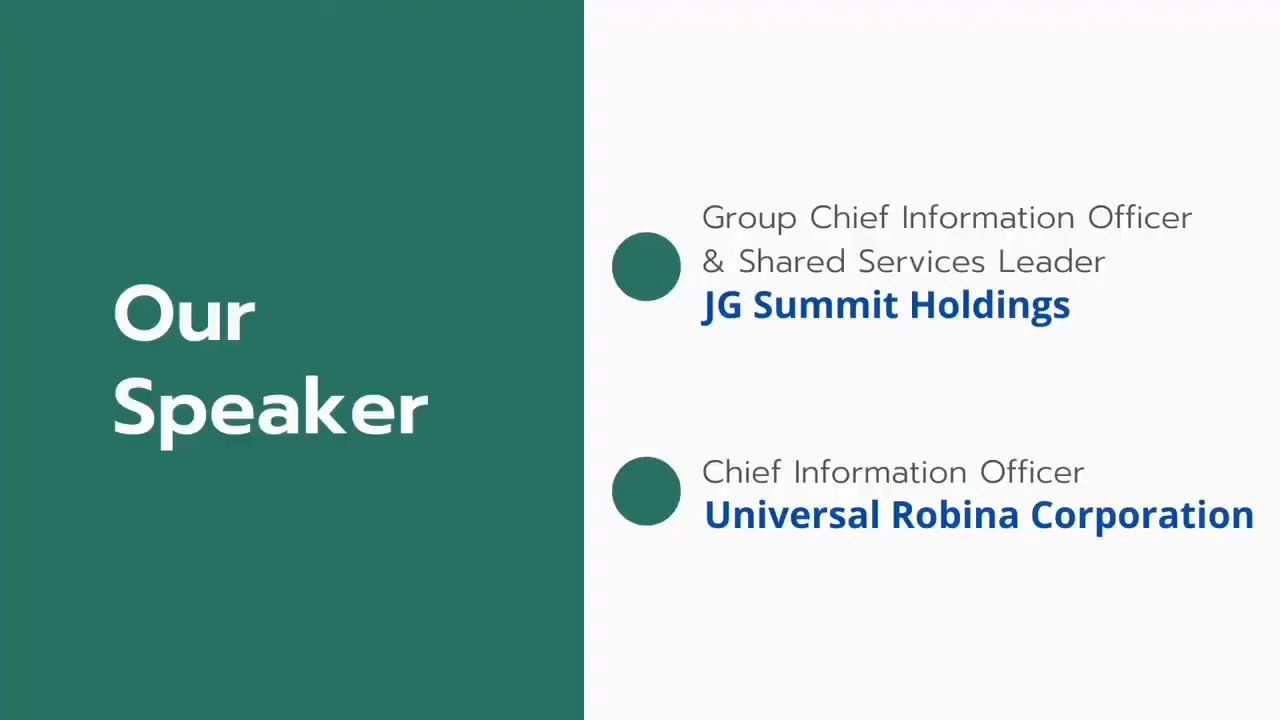 Our
Speaker
Group Chief Information Officer
& Shared Services Leader
JG Summit Holdings
Chief Information Officer
Universal Robina Corporation